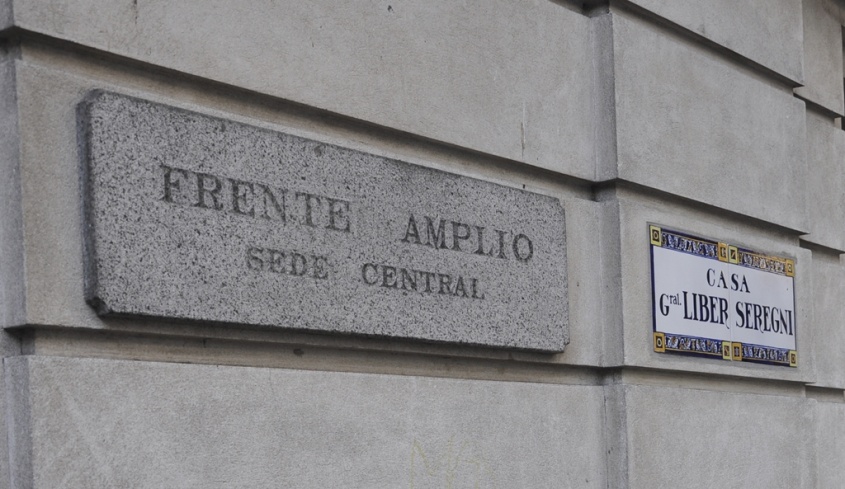 FRENTE AMPLIO
SEDE CENTRAL
CASA
Gral. LIBER SEREGNI